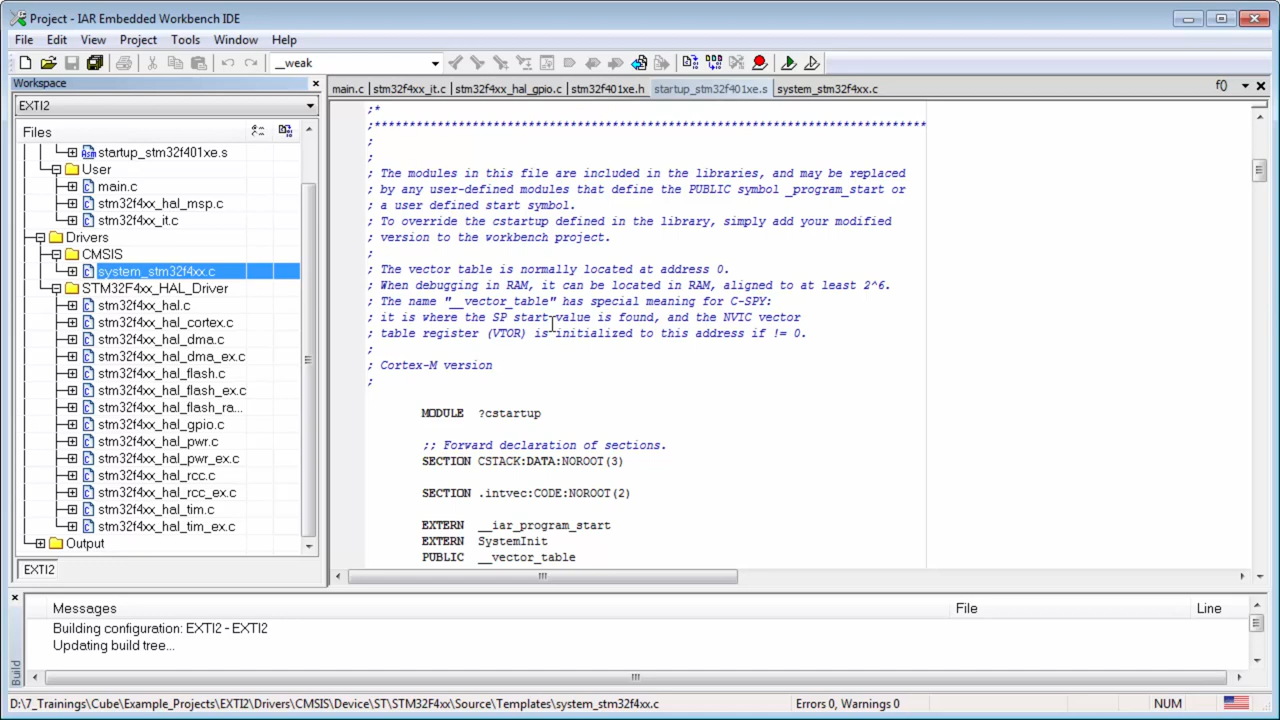 Project - IAR Embedded Workbench IDE
File Edit View Project Tools Window Help
__weak
Workspace
EXTI2
Files
startup_stm32f401xe.s
User
main.c
stm32f4xx_hal_msp.c
stm32f4xx_it.c
Drivers
CMSIS
system_stm32f4xx.c
STM32F4xx_HAL_Driver
stm32f4xx_hal.c
stm32f4xx_hal_cortex.c
stm32f4xx_hal_dma.c
stm32f4xx_hal_dma_ex.c
stm32f4xx_hal_flash.c
stm32f4xx_hal_flash_ex.c
stm32f4xx_hal_flash_ra...
stm32f4xx_hal_gpio.c
stm32f4xx_hal_pwr.c
stm32f4xx_hal_pwr_ex.c
stm32f4xx_hal_rcc.c
stm32f4xx_hal_rcc_ex.c
stm32f4xx_hal_tim.c
stm32f4xx_hal_tim_ex.c
Output
EXTI2
main.c stm32f4xx_it.c stm32f4xx_hal_gpio.c stm32f401xe.h startup_stm32f401xe.s system_stm32f4xx.c f()
;*
;************************************************************************************
;
;
; The modules in this file are included in the libraries, and may be replaced
; by any user-defined modules that define the PUBLIC symbol _program_start or
; a user defined start symbol.
; To override the cstartup defined in the library, simply add your modified
; version to the workbench project.
;
; The vector table is normally located at address 0.
; When debugging in RAM, it can be located in RAM, aligned to at least 2^6.
; The name "__vector_table" has special meaning for C-SPY:
; it is where the SP start value is found, and the NVIC vector
; table register (VTOR) is initialized to this address if != 0.
;
; Cortex-M version
;
MODULE ?cstartup
;; Forward declaration of sections.
SECTION CSTACK:DATA:NOROOT(3)
SECTION .intvec:CODE:NOROOT(2)
EXTERN __iar_program_start
EXTERN SystemInit
PUBLIC __vector_table
Messages File Line
Building configuration: EXTI2 - EXTI2
Updating build tree...
Build
D:\7_Trainings\Cube\Example_Projects\EXTI2\Drivers\CMSIS\Device\ST\STM32F4xx\Source\Templates\system_stm32f4xx.c Errors 0, Warnings 0 NUM